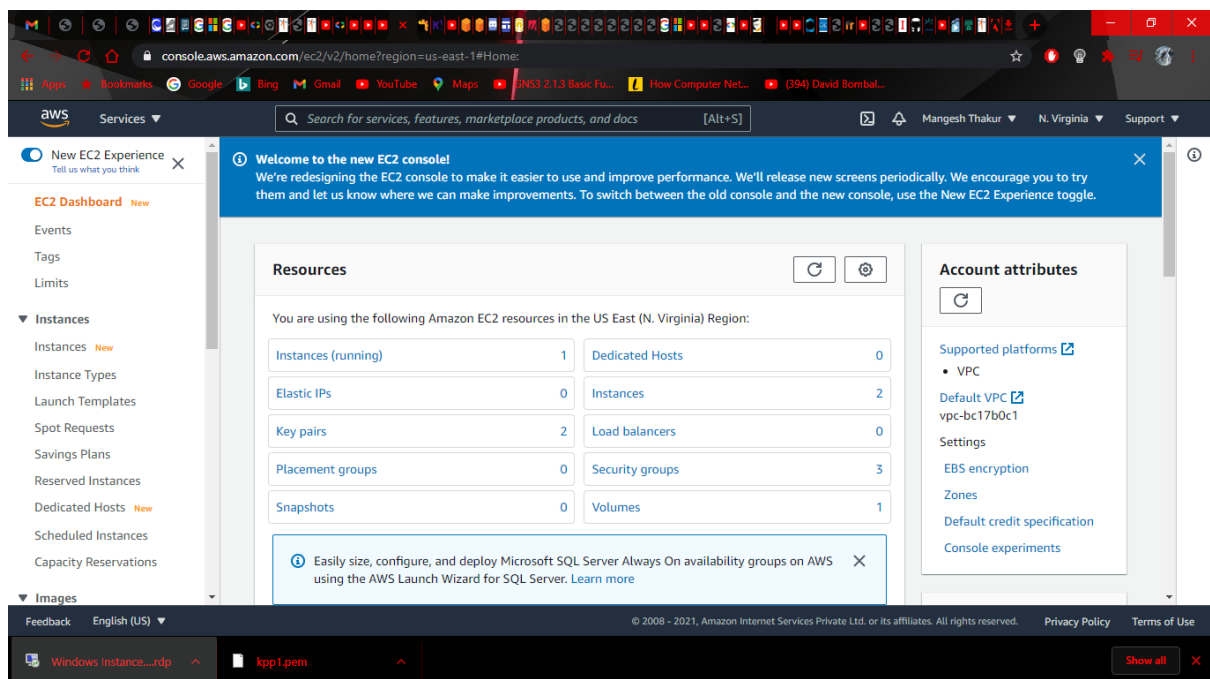 console.aws.amazon.com/ec2/v2/home?region=us-east-1#Home:
Apps Bookmarks Google Bing Gmail YouTube Maps GNS3 2.1.3 Basic Fu... How Computer Net... (394) David Bombal...
aws Services ▼ Search for services, features, marketplace products, and docs [Alt+S] Mangesh Thakur ▼ N. Virginia ▼ Support ▼
New EC2 Experience
Tell us what you think
EC2 Dashboard New
Events
Tags
Limits
▼ Instances
Instances New
Instance Types
Launch Templates
Spot Requests
Savings Plans
Reserved Instances
Dedicated Hosts New
Scheduled Instances
Capacity Reservations
▼ Images
Welcome to the new EC2 console!
We're redesigning the EC2 console to make it easier to use and improve performance. We'll release new screens periodically. We encourage you to try
them and let us know where we can make improvements. To switch between the old console and the new console, use the New EC2 Experience toggle.
Resources
You are using the following Amazon EC2 resources in the US East (N. Virginia) Region:
Instances (running) 1 Dedicated Hosts 0
Elastic IPs 0 Instances 2
Key pairs 2 Load balancers 0
Placement groups 0 Security groups 3
Snapshots 0 Volumes 1
Easily size, configure, and deploy Microsoft SQL Server Always On availability groups on AWS
using the AWS Launch Wizard for SQL Server. Learn more
Account attributes
Supported platforms
• VPC
Default VPC
vpc-bc17b0c1
Settings
EBS encryption
Zones
Default credit specification
Console experiments
Feedback English (US) ▼ © 2008 - 2021, Amazon Internet Services Private Ltd. or its affiliates. All rights reserved. Privacy Policy Terms of Use
Windows Instance....rdp kpp1.pem Show all